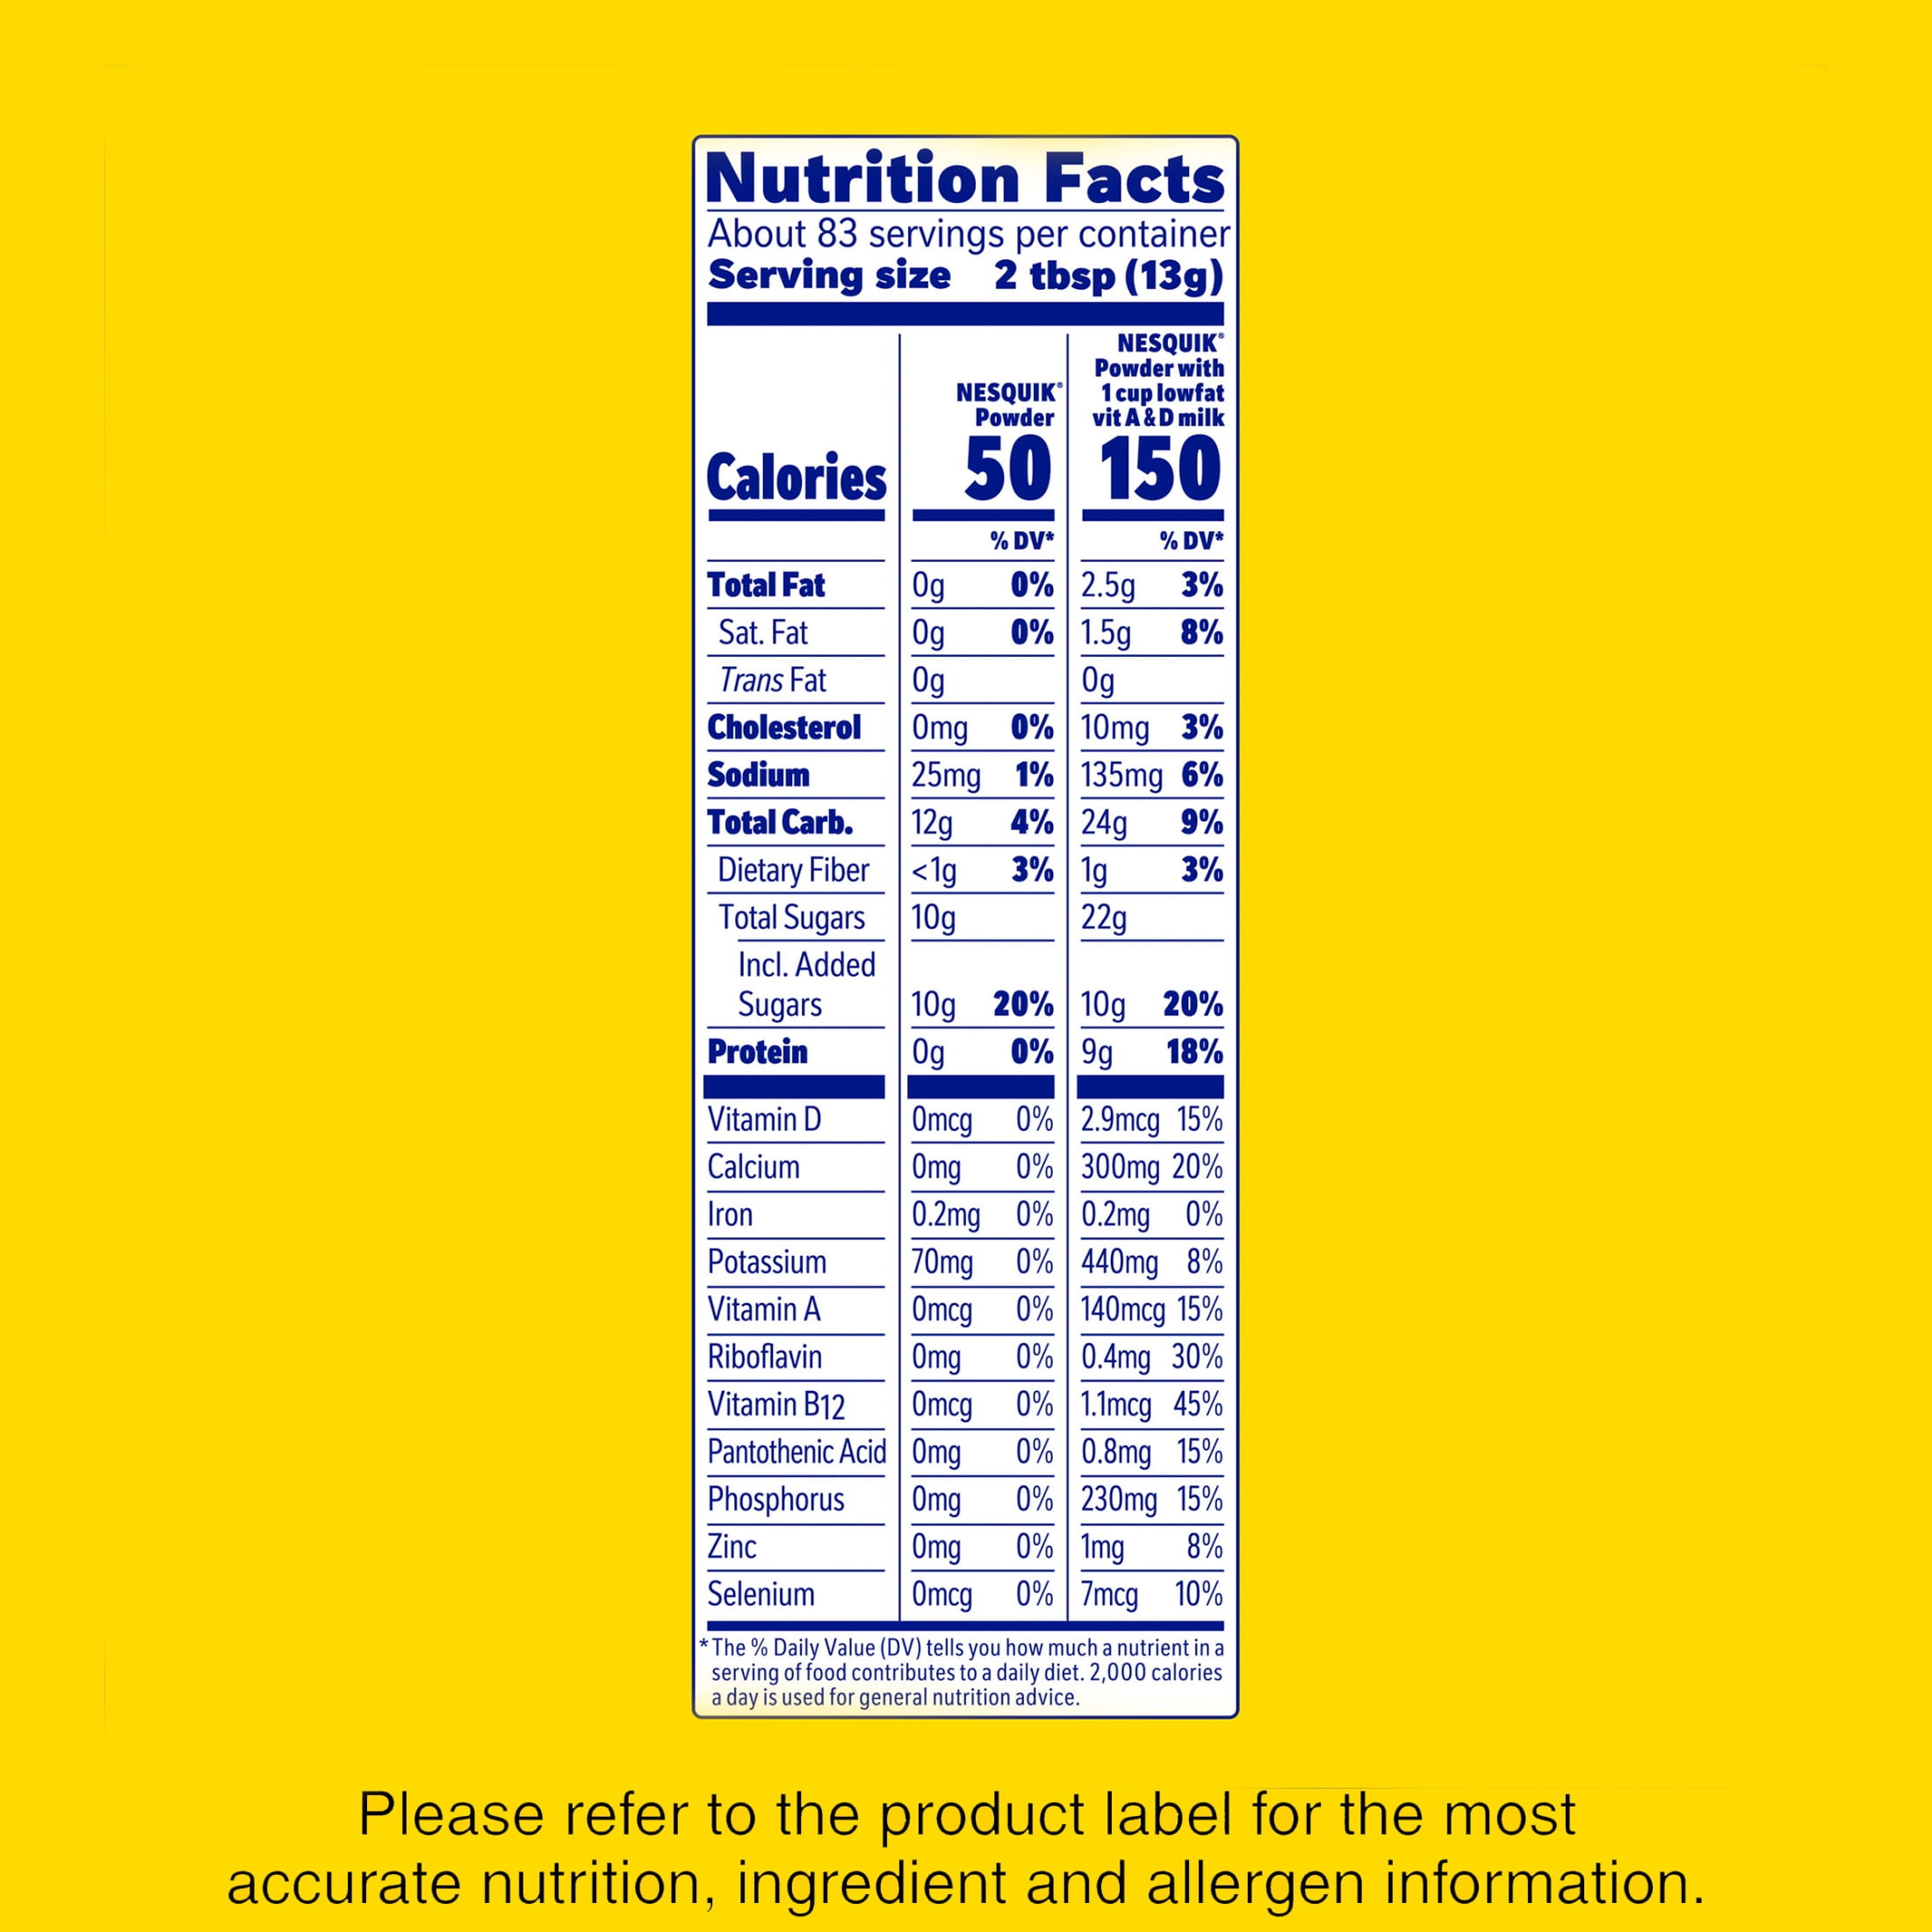 Nutrition Facts
About 83 servings per container
Serving size 2 tbsp (13g)
NESQUIK®
Powder
NESQUIK®
Powder with
1 cup lowfat
vit A & D milk
Calories 50 150
% DV* % DV*
Total Fat 0g 0% 2.5g 3%
Sat. Fat 0g 0% 1.5g 8%
Trans Fat 0g 0g
Cholesterol 0mg 0% 10mg 3%
Sodium 25mg 1% 135mg 6%
Total Carb. 12g 4% 24g 9%
Dietary Fiber <1g 3% 1g 3%
Total Sugars 10g 22g
Incl. Added
Sugars 10g 20% 10g 20%
Protein 0g 0% 9g 18%
Vitamin D 0mcg 0% 2.9mcg 15%
Calcium 0mg 0% 300mg 20%
Iron 0.2mg 0% 0.2mg 0%
Potassium 70mg 0% 440mg 8%
Vitamin A 0mcg 0% 140mcg 15%
Riboflavin 0mg 0% 0.4mg 30%
Vitamin B12 0mcg 0% 1.1mcg 45%
Pantothenic Acid 0mg 0% 0.8mg 15%
Phosphorus 0mg 0% 230mg 15%
Zinc 0mg 0% 1mg 8%
Selenium 0mcg 0% 7mcg 10%
* The % Daily Value (DV) tells you how much a nutrient in a
serving of food contributes to a daily diet. 2,000 calories
a day is used for general nutrition advice.
Please refer to the product label for the most
accurate nutrition, ingredient and allergen information.